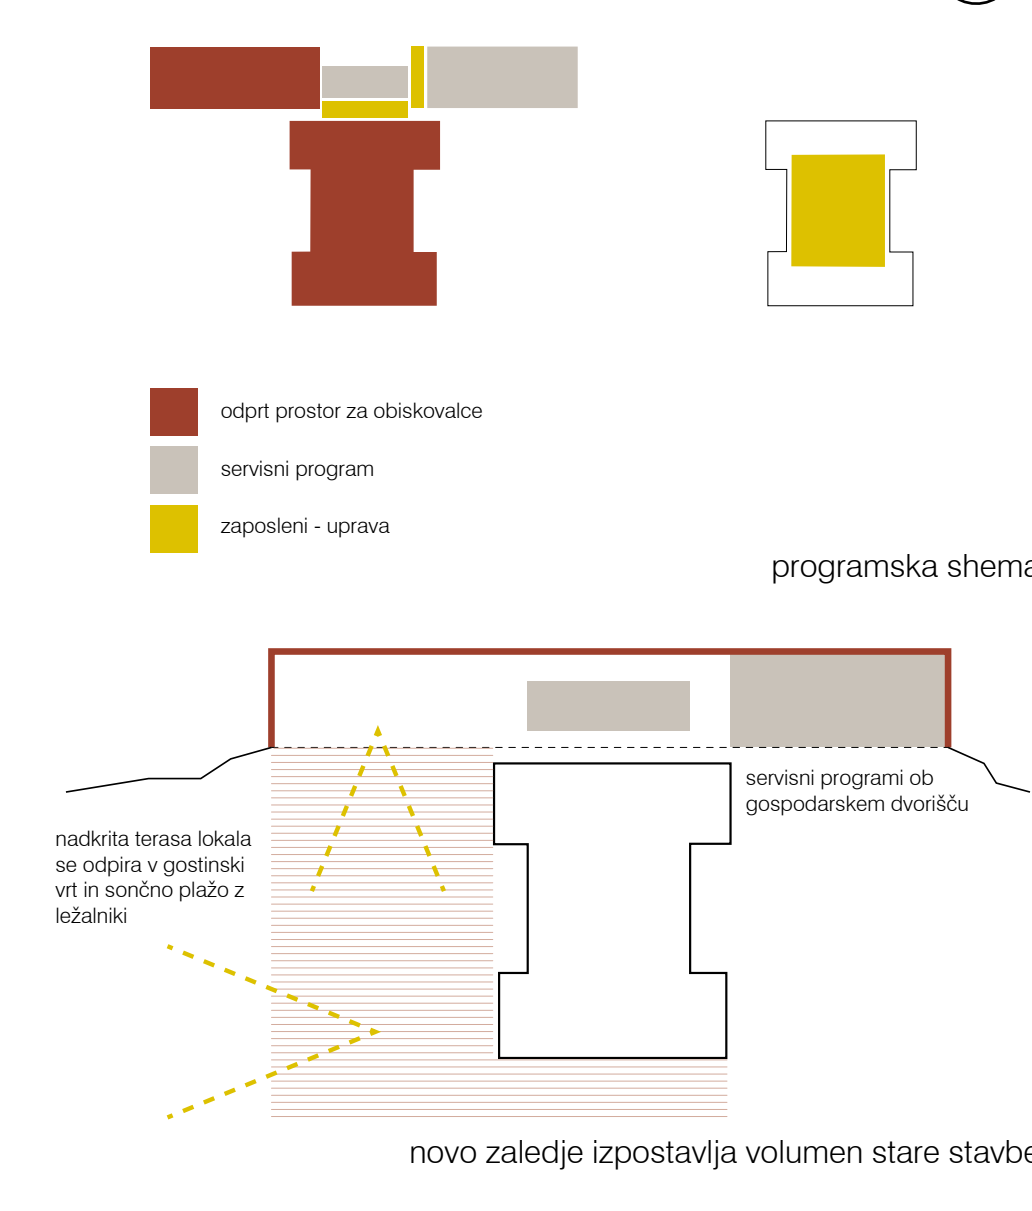 odprt prostor za obiskovalce
servisni program
zaposleni - uprava
programska shema
servisni programi ob
gospodarskem dvorišču
nadkrita terasa lokala
se odpira v gostinski
vrt in sončno plažo z
ležalniki
novo zaledje izpostavlja volumen stare stavbe